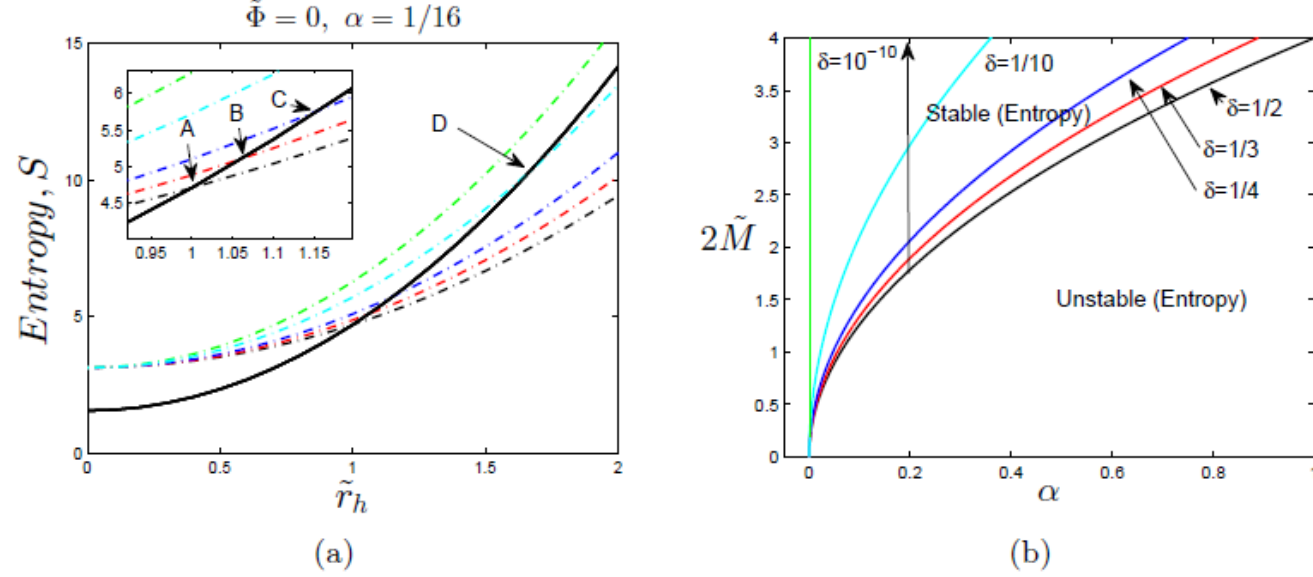 Φ̃ = 0, α = 1/16
Entropy, S
15
10
5
0
6
5.5
5
4.5
0.95
1
1.05
1.1
1.15
A
B
C
D
0
0.5
1
1.5
2
r̃h
(a)
2M̃
4
3.5
3
2.5
2
1.5
1
0.5
0
δ=10⁻¹⁰
δ=1/10
Stable (Entropy)
δ=1/2
δ=1/3
δ=1/4
Unstable (Entropy)
0
0.2
0.4
0.6
0.8
1
α
(b)